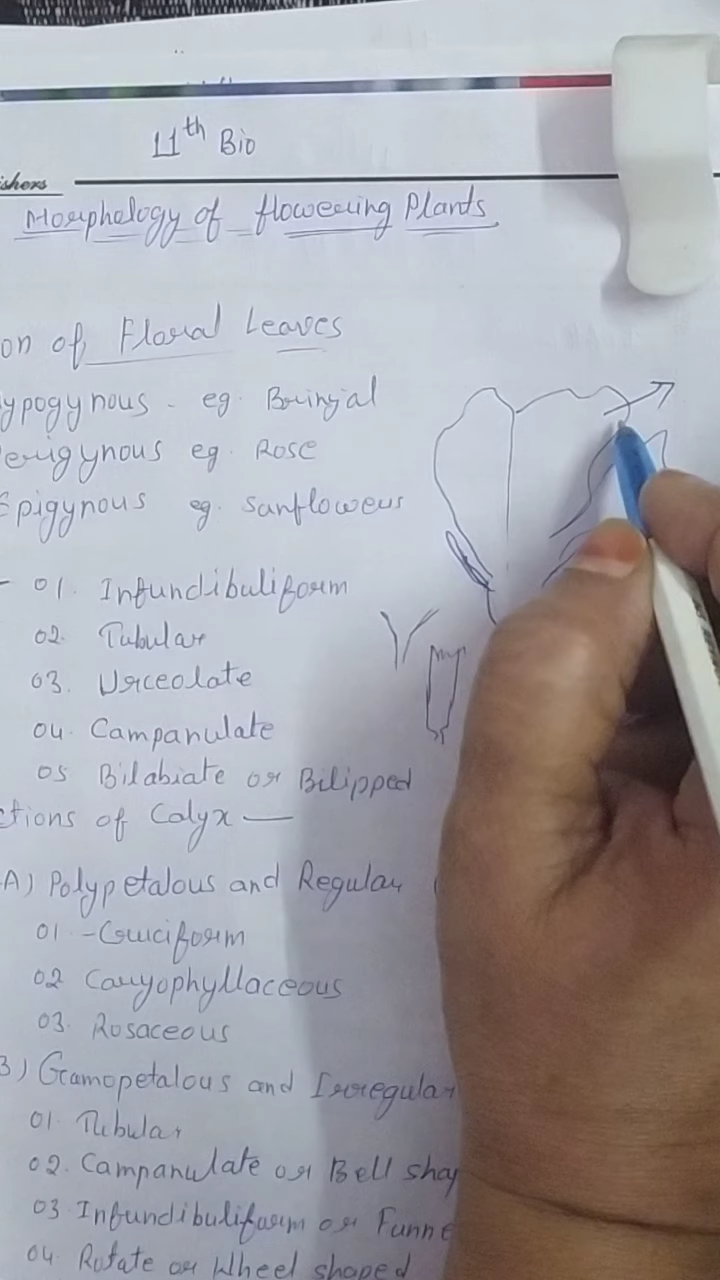 11th Bio
ishers
Morphology of flowering Plants
on of Floral Leaves
ypogynous - eg. Bringal
erigynous eg. Rose
Epigynous eg. Sunflowers
- 01. Infundibuliform
02. Tubular
03. Urceolate
04. Campanulate
05 Bilabiate or Bilipped
ctions of Calyx —
A) Polypetalous and Regular (
01 - Cruciform
02 Caryophyllaceous
03. Rosaceous
B) Gamopetalous and Irregular
01. Tubular
02. Campanulate or Bell shap
03 Infundibuliform or Funne
04. Rotate or Wheel shaped